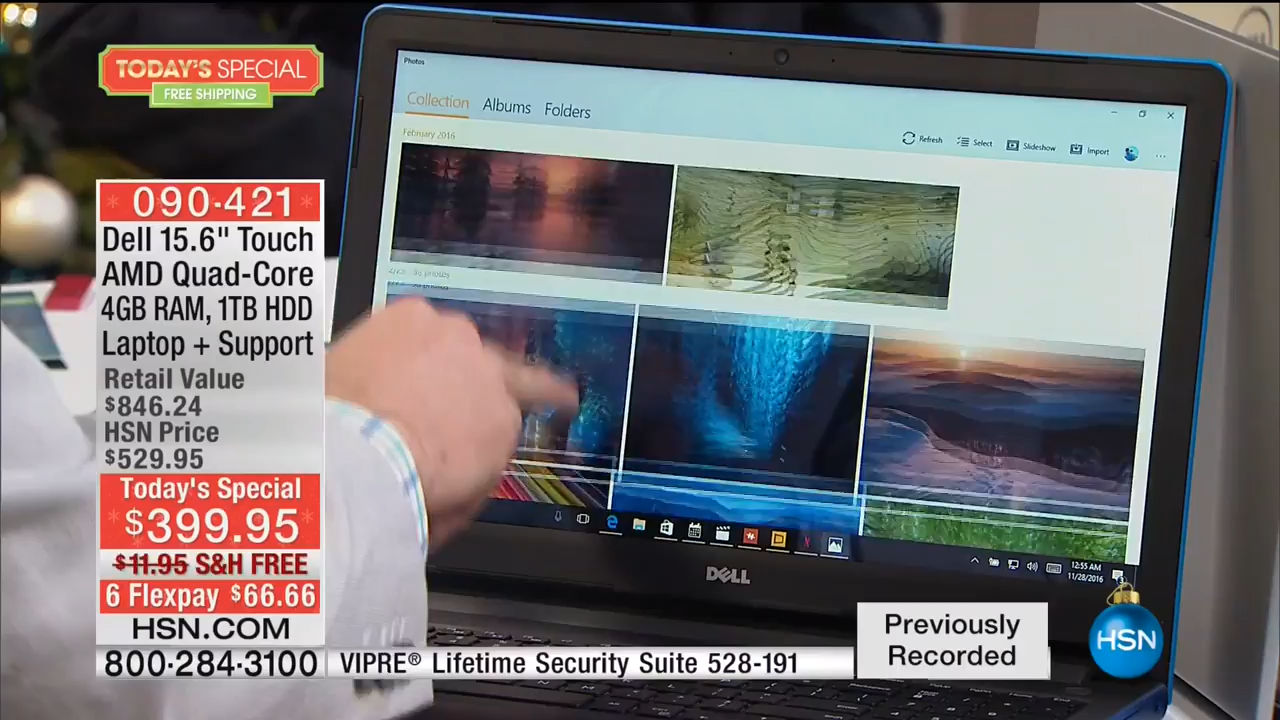 TODAY'S SPECIAL
FREE SHIPPING
090-421
Dell 15.6" Touch
AMD Quad-Core
4GB RAM, 1TB HDD
Laptop + Support
Retail Value
$846.24
HSN Price
$529.95
Today's Special
$399.95
$11.95 S&H FREE
6 Flexpay $66.66
HSN.COM
800-284-3100
VIPRE® Lifetime Security Suite 528-191
Previously
Recorded
HSN
Photos
Collection Albums Folders
Refresh Select Slideshow Import
February 2016
12:55 AM
11/28/2016
DELL